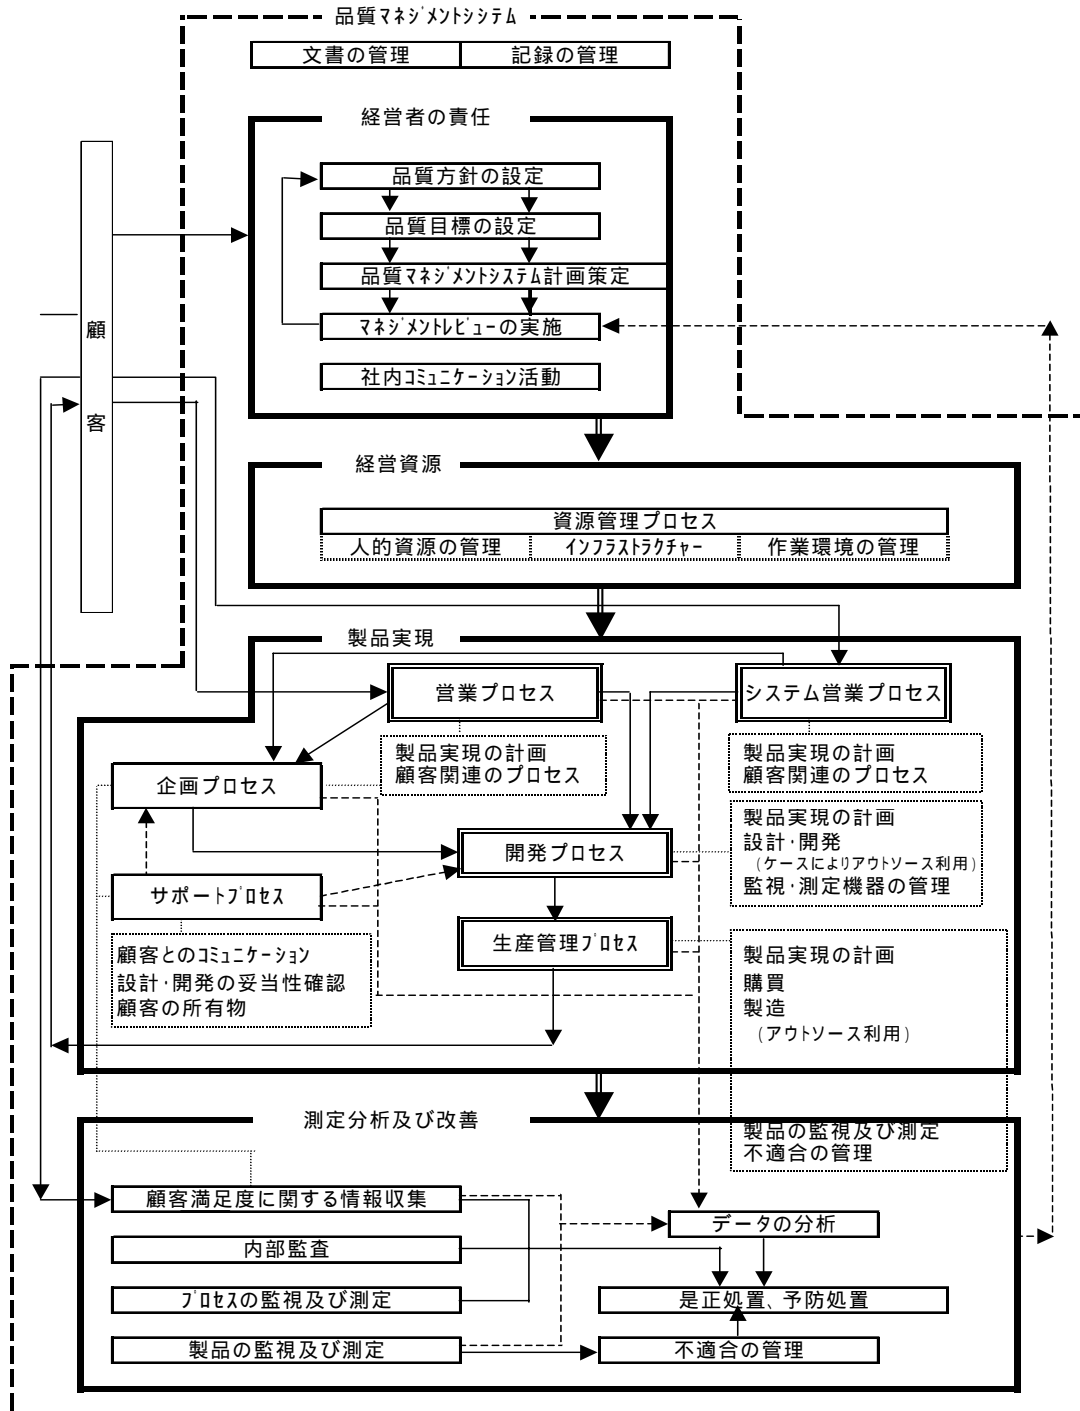 品質ﾏﾈｼﾞﾒﾝﾄｼｽﾃﾑ
文書の管理 記録の管理
経営者の責任
品質方針の設定
品質目標の設定
品質ﾏﾈｼﾞﾒﾝﾄｼｽﾃﾑ計画策定
ﾏﾈｼﾞﾒﾝﾄﾚﾋﾞｭｰの実施
社内ｺﾐｭﾆｹｰｼｮﾝ活動
顧
客
経営資源
資源管理プロセス
人的資源の管理 ｲﾝﾌﾗｽﾄﾗｸﾁｬｰ 作業環境の管理
製品実現
営業プロセス システム営業プロセス
製品実現の計画
顧客関連のプロセス
製品実現の計画
顧客関連のプロセス
企画プロセス
製品実現の計画
設計･開発
(ケースによりアウトソース利用)
監視･測定機器の管理
開発プロセス
サポートプロセス
生産管理プロセス
顧客とのｺﾐｭﾆｹｰｼｮﾝ
設計･開発の妥当性確認
顧客の所有物
製品実現の計画
購買
製造
(アウトソース利用)
製品の監視及び測定
不適合の管理
測定分析及び改善
顧客満足度に関する情報収集
データの分析
内部監査
ﾌﾟﾛｾｽの監視及び測定
是正処置、予防処置
製品の監視及び測定
不適合の管理